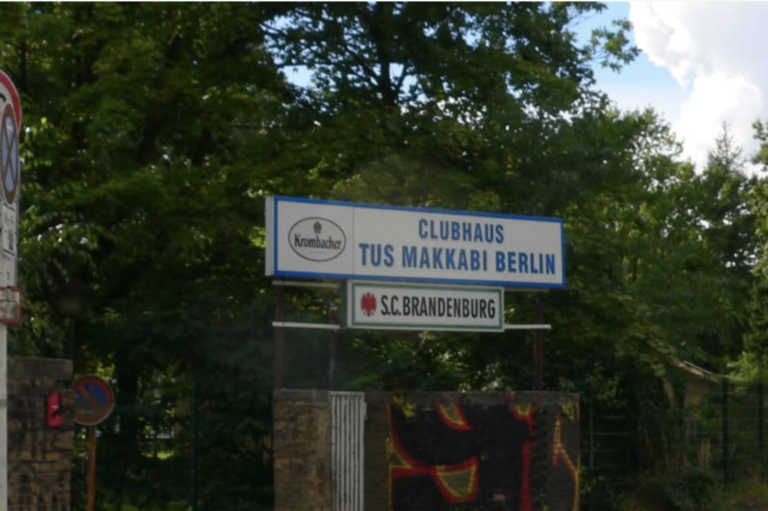 Krombacher
CLUBHAUS
TUS MAKKABI BERLIN
S.C. BRANDENBURG